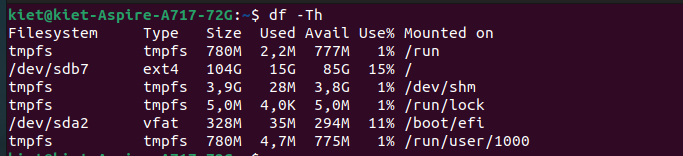 kiet@kiet-Aspire-A717-72G:~$ df -Th
Filesystem     Type   Size  Used Avail Use% Mounted on
tmpfs          tmpfs  780M  2,2M  777M   1% /run
/dev/sdb7      ext4   104G   15G   85G  15% /
tmpfs          tmpfs  3,9G   28M  3,8G   1% /dev/shm
tmpfs          tmpfs  5,0M  4,0K  5,0M   1% /run/lock
/dev/sda2      vfat   328M   35M  294M  11% /boot/efi
tmpfs          tmpfs  780M  4,7M  775M   1% /run/user/1000